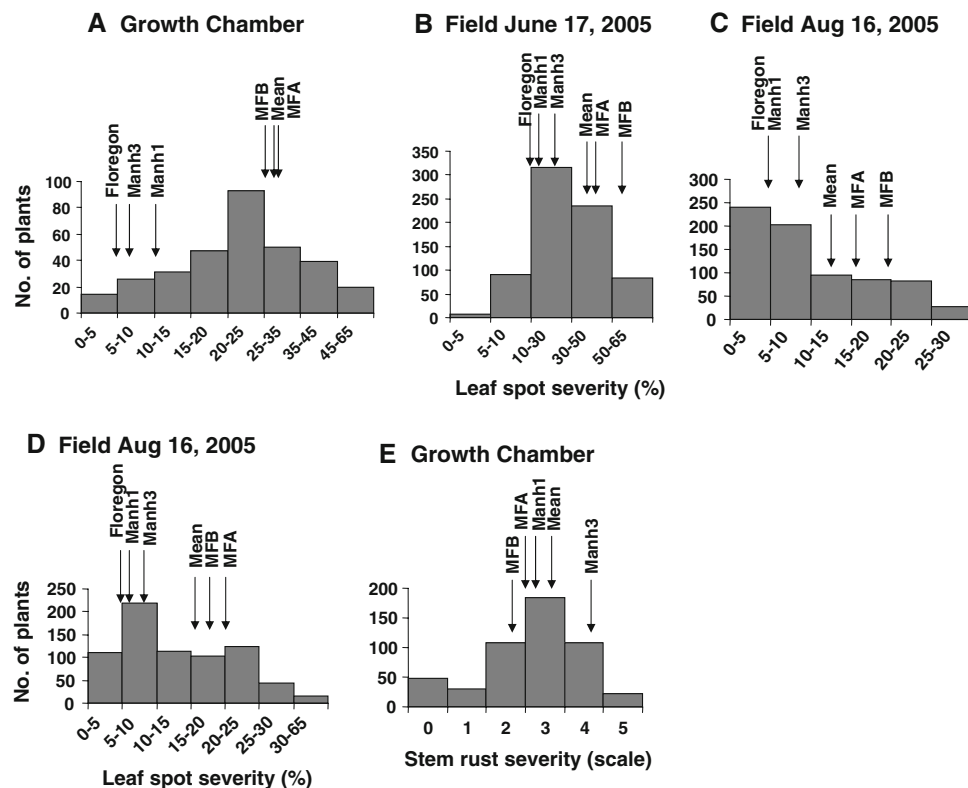 A Growth Chamber
Floregon
Manh3
Manh1
MFB
Mean
MFA
No. of plants
100
80
60
40
20
0
0-5
5-10
10-15
15-20
20-25
25-35
35-45
45-65
B Field June 17, 2005
Floregon
Manh1
Manh3
Mean
MFA
MFB
350
300
250
200
150
100
50
0
0-5
5-10
10-30
30-50
50-65
Leaf spot severity (%)
C Field Aug 16, 2005
Floregon
Manh1
Manh3
Mean
MFA
MFB
300
250
200
150
100
50
0
0-5
5-10
10-15
15-20
20-25
25-30
D Field Aug 16, 2005
Floregon
Manh1
Manh3
Mean
MFB
MFA
No. of plants
250
200
150
100
50
0
0-5
5-10
10-15
15-20
20-25
25-30
30-65
Leaf spot severity (%)
E Growth Chamber
MFB
MFA
Manh1
Mean
Manh3
200
150
100
50
0
0 1 2 3 4 5
Stem rust severity (scale)